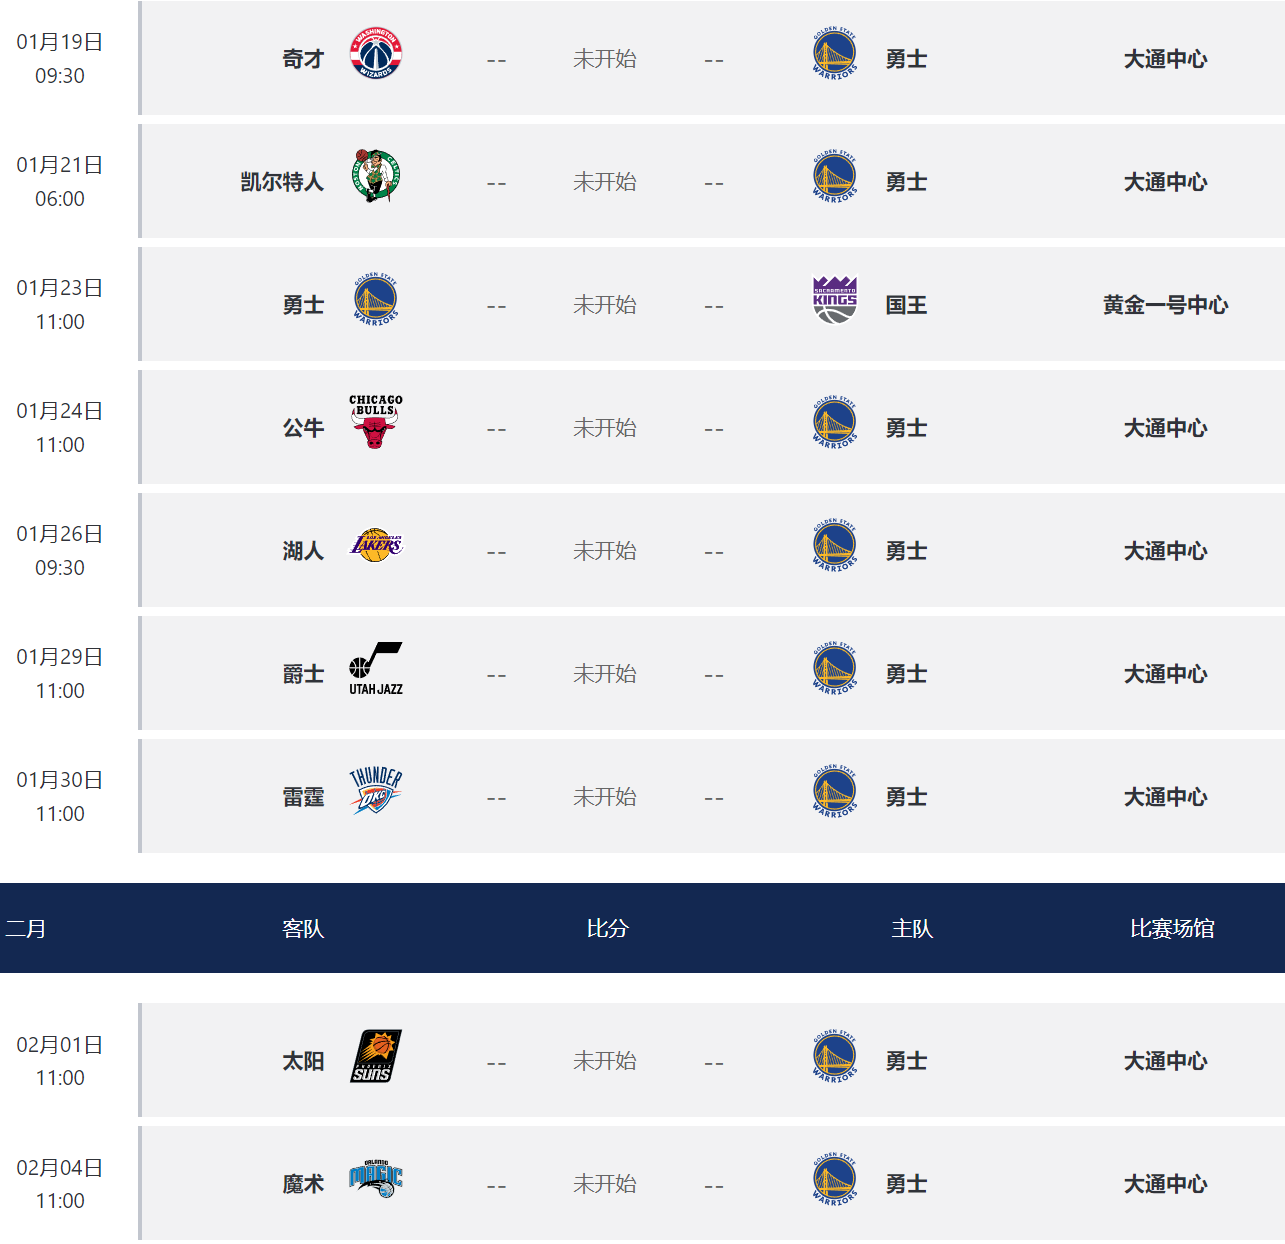 01月19日
09:30
奇才 WASHINGTON WIZARDS -- 未开始 -- GOLDEN STATE WARRIORS 勇士 大通中心
01月21日
06:00
凯尔特人 BOSTON CELTICS -- 未开始 -- GOLDEN STATE WARRIORS 勇士 大通中心
01月23日
11:00
勇士 GOLDEN STATE WARRIORS -- 未开始 -- SACRAMENTO KINGS 国王 黄金一号中心
01月24日
11:00
公牛 CHICAGO BULLS -- 未开始 -- GOLDEN STATE WARRIORS 勇士 大通中心
01月26日
09:30
湖人 LOS ANGELES LAKERS -- 未开始 -- GOLDEN STATE WARRIORS 勇士 大通中心
01月29日
11:00
爵士 UTAH JAZZ -- 未开始 -- GOLDEN STATE WARRIORS 勇士 大通中心
01月30日
11:00
雷霆 THUNDER OKC -- 未开始 -- GOLDEN STATE WARRIORS 勇士 大通中心
二月 客队 比分 主队 比赛场馆
02月01日
11:00
太阳 PHOENIX SUNS -- 未开始 -- GOLDEN STATE WARRIORS 勇士 大通中心
02月04日
11:00
魔术 ORLANDO MAGIC -- 未开始 -- GOLDEN STATE WARRIORS 勇士 大通中心